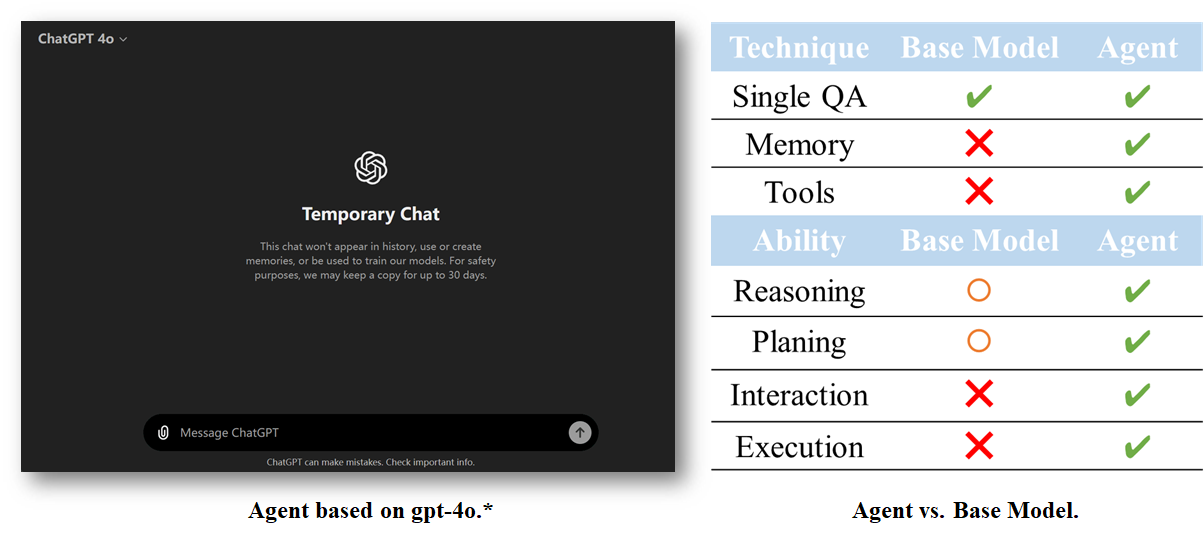 ChatGPT 4o
Temporary Chat
This chat won't appear in history, use or create
memories, or be used to train our models. For safety
purposes, we may keep a copy for up to 30 days.
Message ChatGPT
ChatGPT can make mistakes. Check important info.
Agent based on gpt-4o.*
Technique Base Model Agent
Single QA ✔ ✔
Memory ✘ ✔
Tools ✘ ✔
Ability Base Model Agent
Reasoning ○ ✔
Planing ○ ✔
Interaction ✘ ✔
Execution ✘ ✔
Agent vs. Base Model.